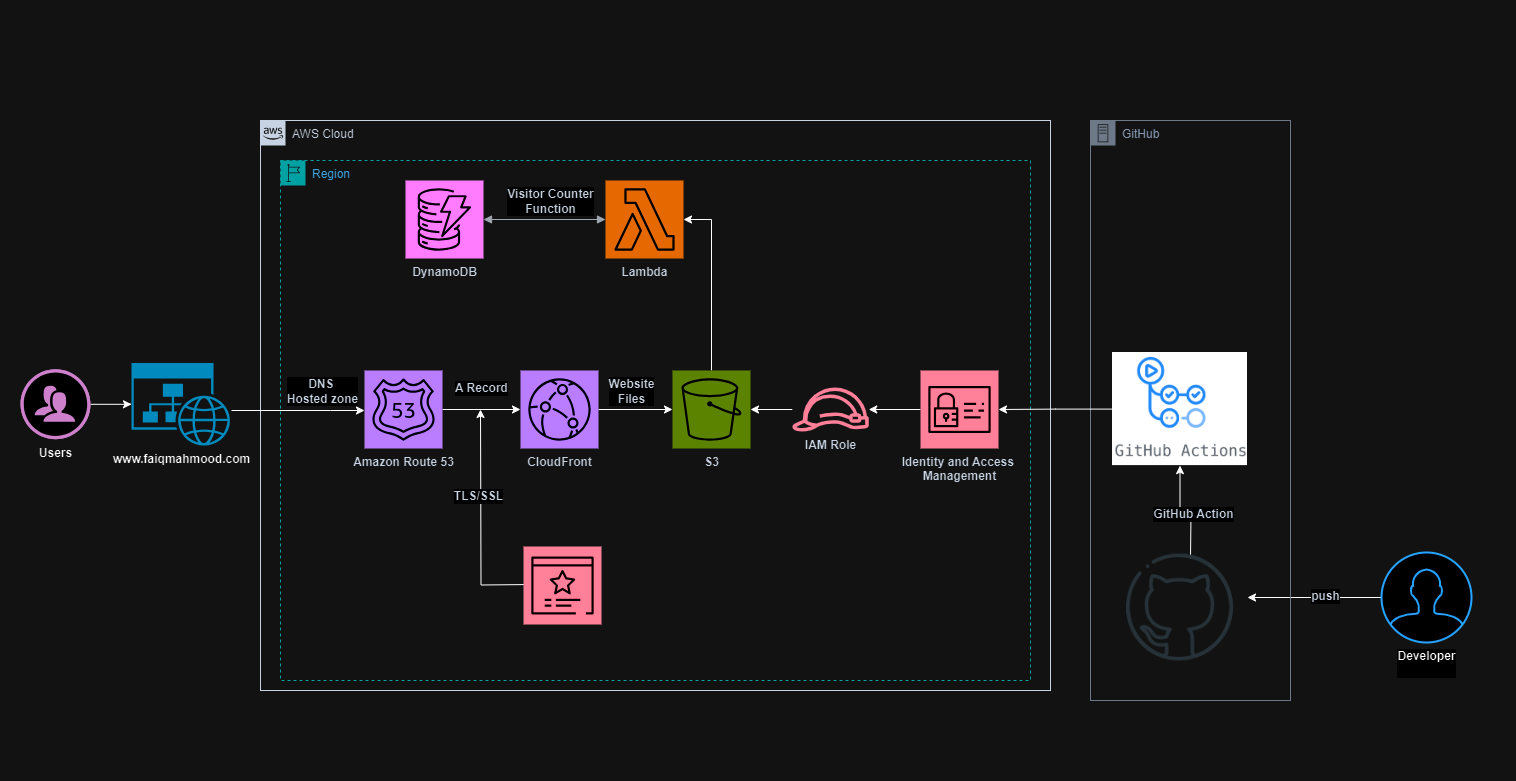 aws
AWS Cloud
GitHub
Region
Visitor Counter
Function
DynamoDB
Lambda
DNS
Hosted zone
A Record
Website
Files
53
Users
www.faiqmahmood.com
Amazon Route 53
CloudFront
S3
IAM Role
Identity and Access
Management
GitHub Actions
TLS/SSL
GitHub Action
push
Developer